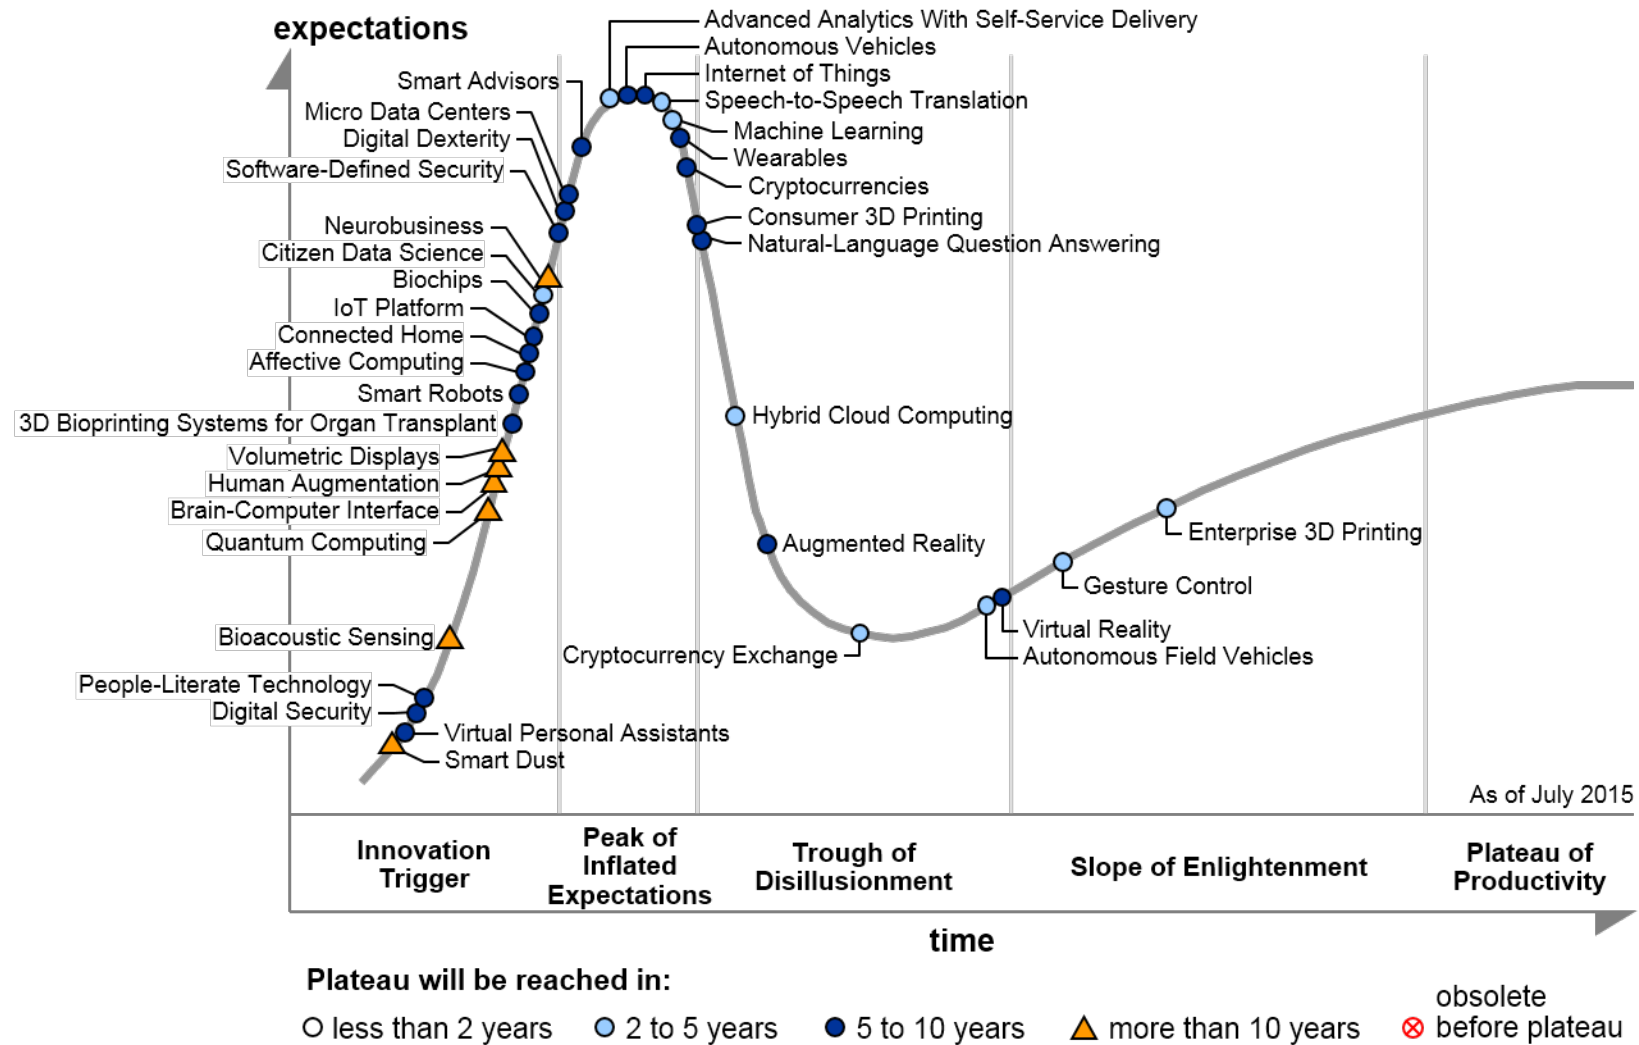 expectations
Advanced Analytics With Self-Service Delivery
Autonomous Vehicles
Internet of Things
Speech-to-Speech Translation
Machine Learning
Wearables
Cryptocurrencies
Consumer 3D Printing
Natural-Language Question Answering
Smart Advisors
Micro Data Centers
Digital Dexterity
Software-Defined Security
Neurobusiness
Citizen Data Science
Biochips
IoT Platform
Connected Home
Affective Computing
Smart Robots
3D Bioprinting Systems for Organ Transplant
Volumetric Displays
Human Augmentation
Brain-Computer Interface
Quantum Computing
Bioacoustic Sensing
People-Literate Technology
Digital Security
Virtual Personal Assistants
Smart Dust
Hybrid Cloud Computing
Augmented Reality
Cryptocurrency Exchange
Enterprise 3D Printing
Gesture Control
Virtual Reality
Autonomous Field Vehicles
As of July 2015
Innovation
Trigger
Peak of
Inflated
Expectations
Trough of
Disillusionment
Slope of Enlightenment
Plateau of
Productivity
time
Plateau will be reached in:
less than 2 years
2 to 5 years
5 to 10 years
more than 10 years
obsolete
before plateau